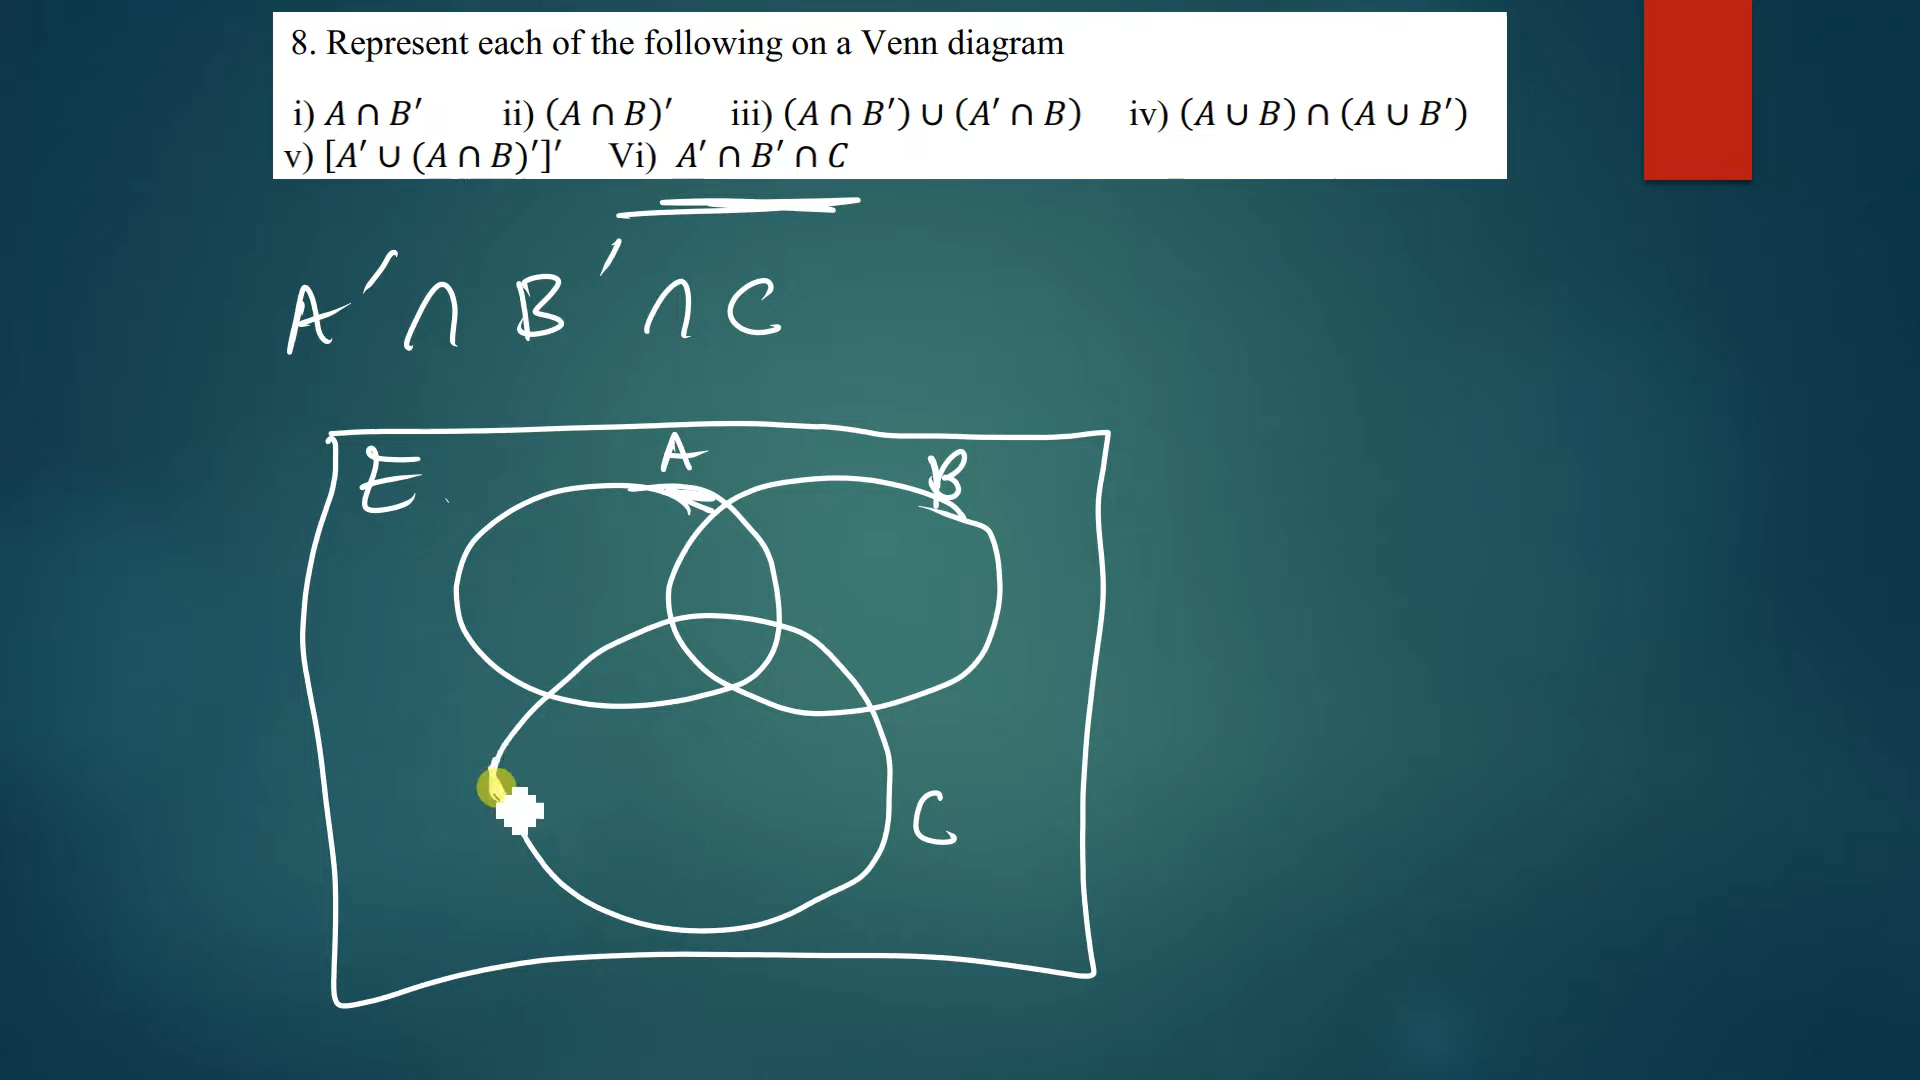 8. Represent each of the following on a Venn diagram
i) A ∩ B′ ii) (A ∩ B)′ iii) (A ∩ B′) ∪ (A′ ∩ B) iv) (A ∪ B) ∩ (A ∪ B′)
v) [A′ ∪ (A ∩ B)′]′ Vi) A′ ∩ B′ ∩ C
A′ ∩ B′ ∩ C
E A B
C